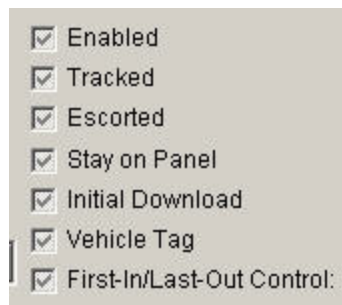 Enabled
Tracked
Escorted
Stay on Panel
Initial Download
Vehicle Tag
First-In/Last-Out Control: